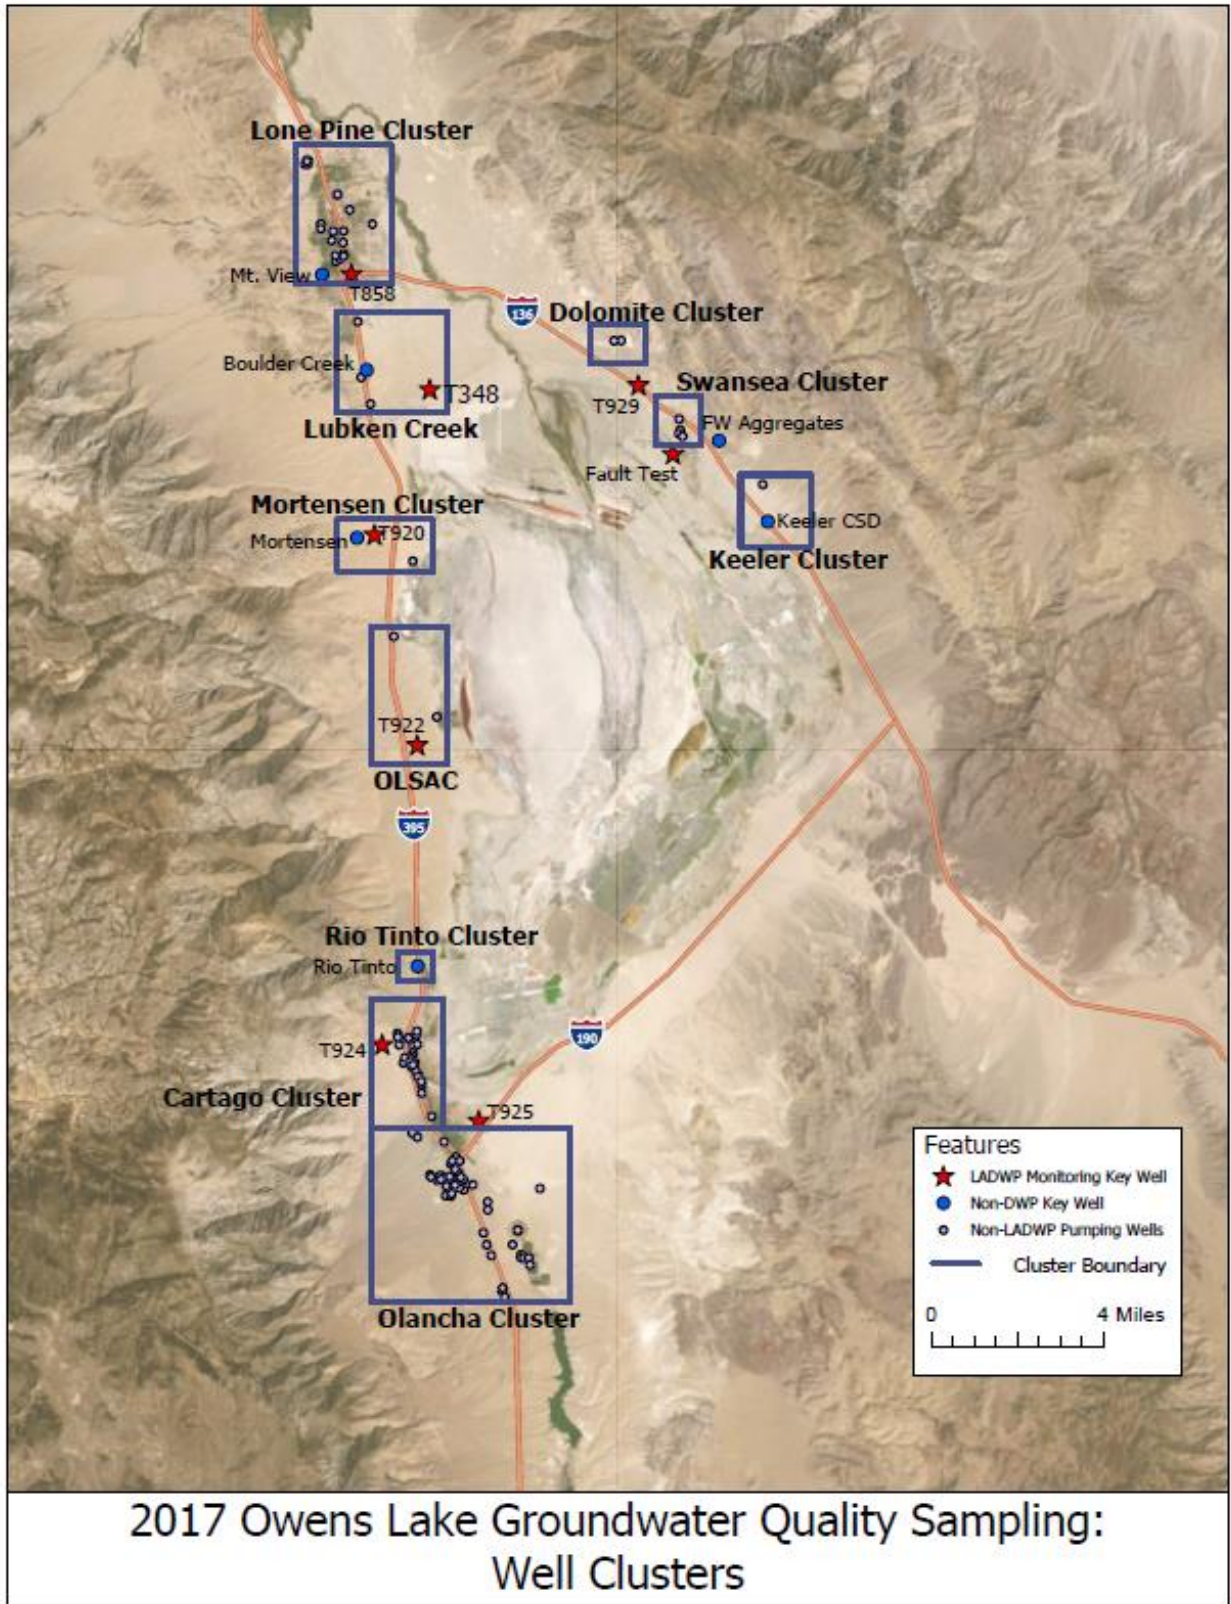 Lone Pine Cluster
Mt. View
T858
136
Dolomite Cluster
Boulder Creek
T348
Lubken Creek
T929
Swansea Cluster
FW Aggregates
Fault Test
Mortensen Cluster
T920
Mortensen
Keeler CSD
Keeler Cluster
T922
OLSAC
395
Rio Tinto Cluster
Rio Tinto
190
T924
Cartago Cluster
T925
Olancha Cluster
Features
LADWP Monitoring Key Well
Non-DWP Key Well
Non-LADWP Pumping Wells
Cluster Boundary
0 4 Miles
2017 Owens Lake Groundwater Quality Sampling:
Well Clusters